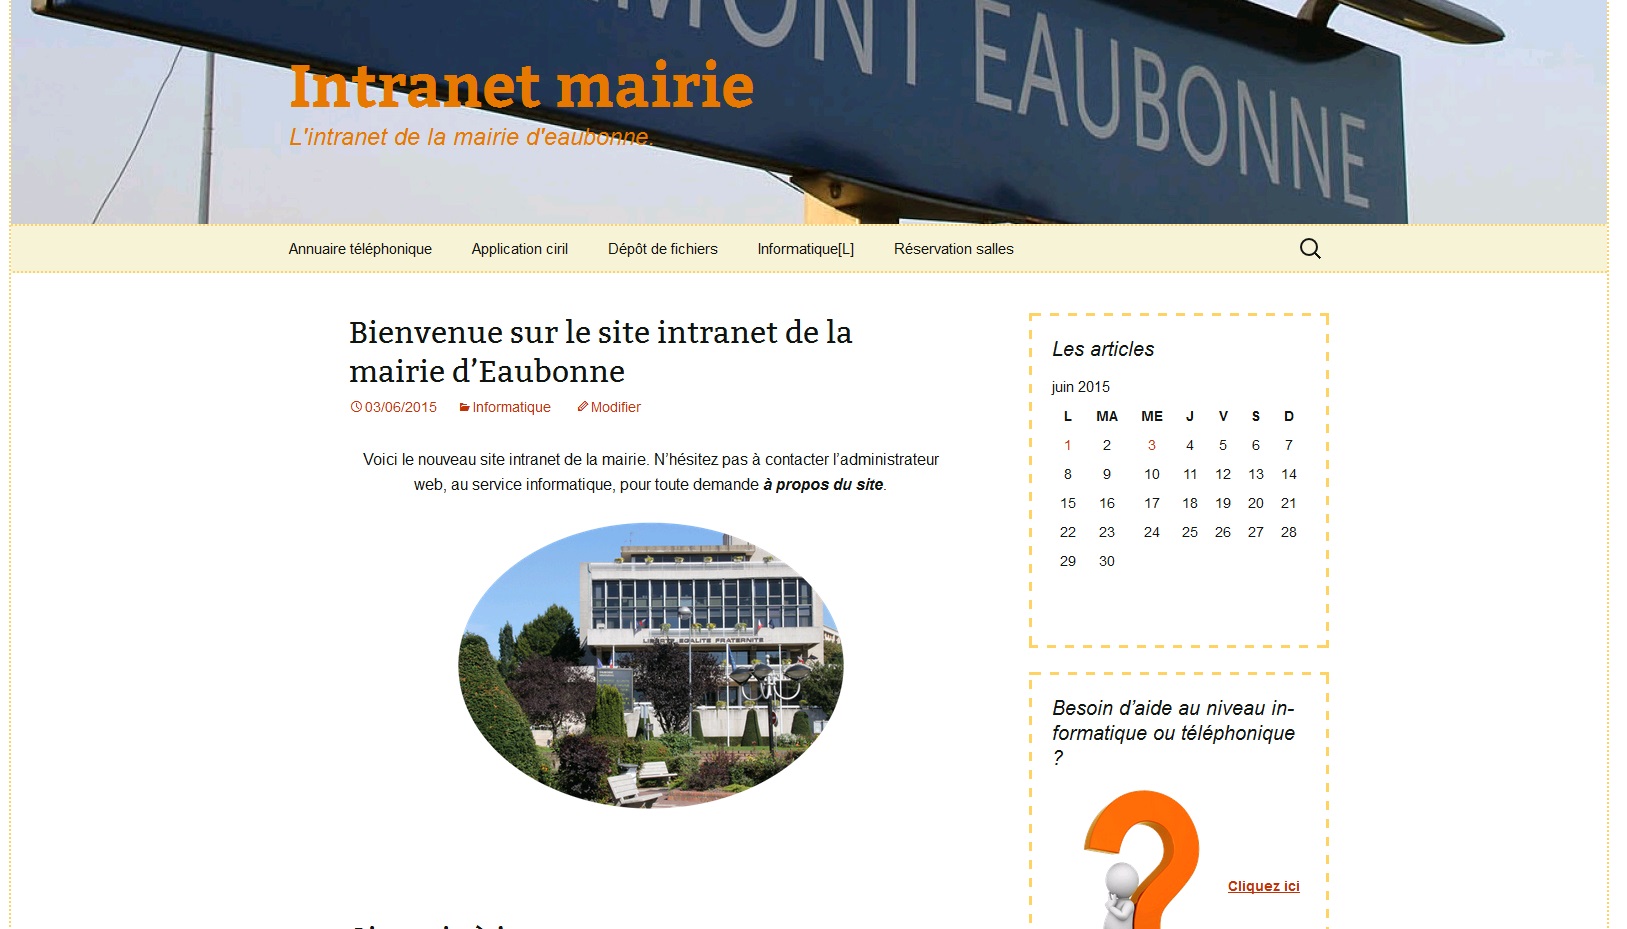 EAUBONNE
Intranet mairie
L'intranet de la mairie d'eaubonne.
Annuaire téléphonique Application ciril Dépôt de fichiers Informatique[L] Réservation salles
Bienvenue sur le site intranet de la
mairie d’Eaubonne
03/06/2015 Informatique Modifier
Voici le nouveau site intranet de la mairie. N’hésitez pas à contacter l’administrateur
web, au service informatique, pour toute demande à propos du site.
LIBERTE EGALITE FRATERNITE
Les articles
juin 2015
L MA ME J V S D
1 2 3 4 5 6 7
8 9 10 11 12 13 14
15 16 17 18 19 20 21
22 23 24 25 26 27 28
29 30
Besoin d’aide au niveau in-
formatique ou téléphonique
?
Cliquez ici